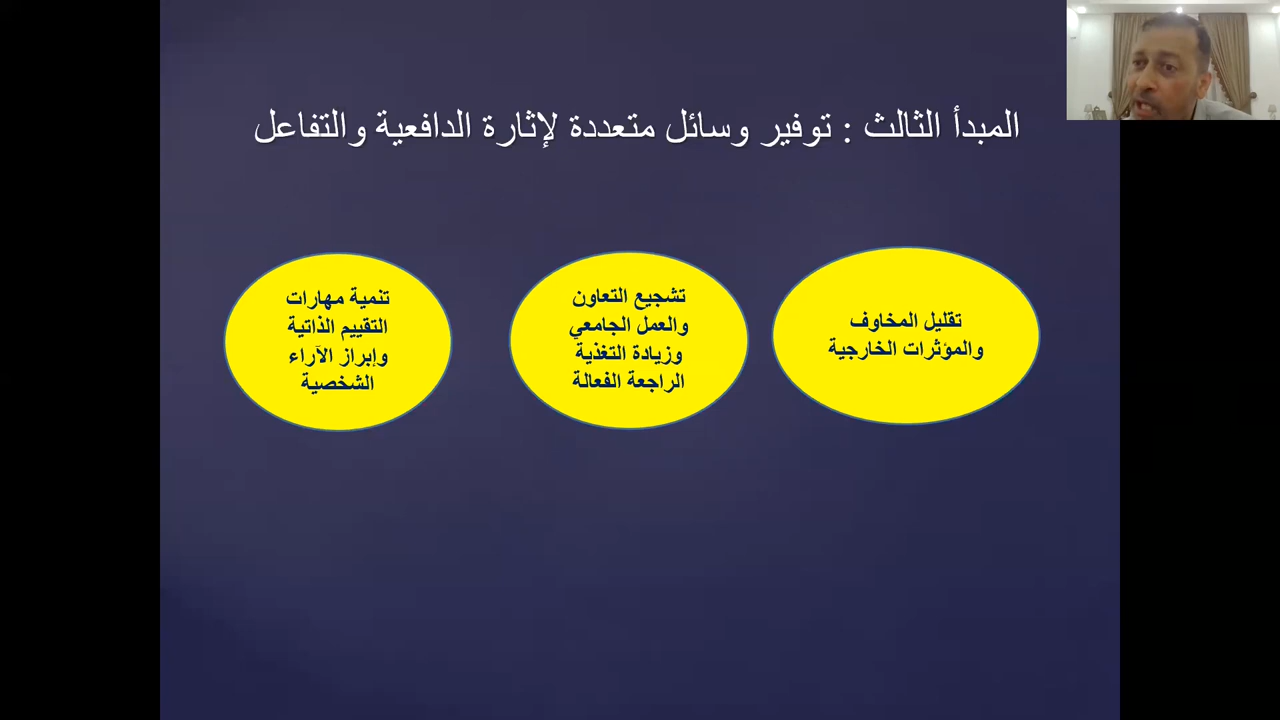 المبدأ الثالث : توفير وسائل متعددة لإثارة الدافعية والتفاعل
تقليل المخاوف
والمؤثرات الخارجية
تشجيع التعاون
والعمل الجامعي
وزيادة التغذية
الراجعة الفعالة
تنمية مهارات
التقييم الذاتية
وإبراز الآراء
الشخصية